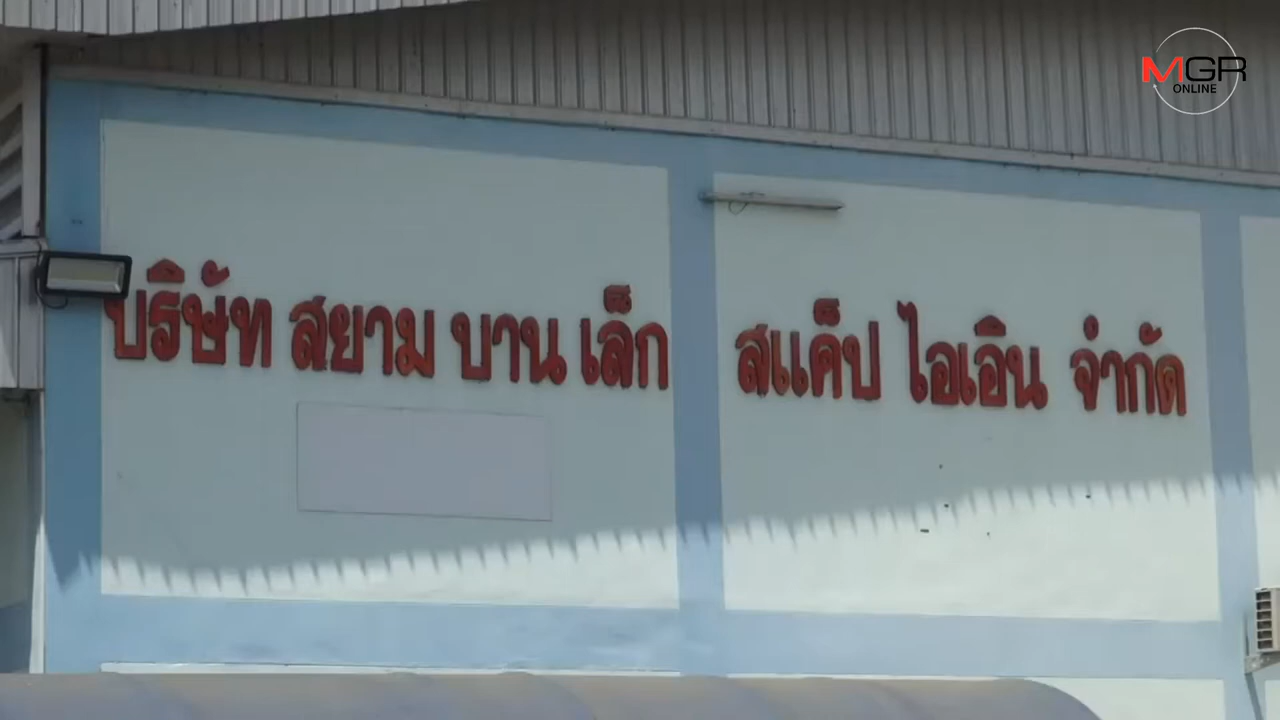 MGR
ONLINE
บริษัท สยาม บาน เล็ก สแค็ป ไอเอิน จำกัด